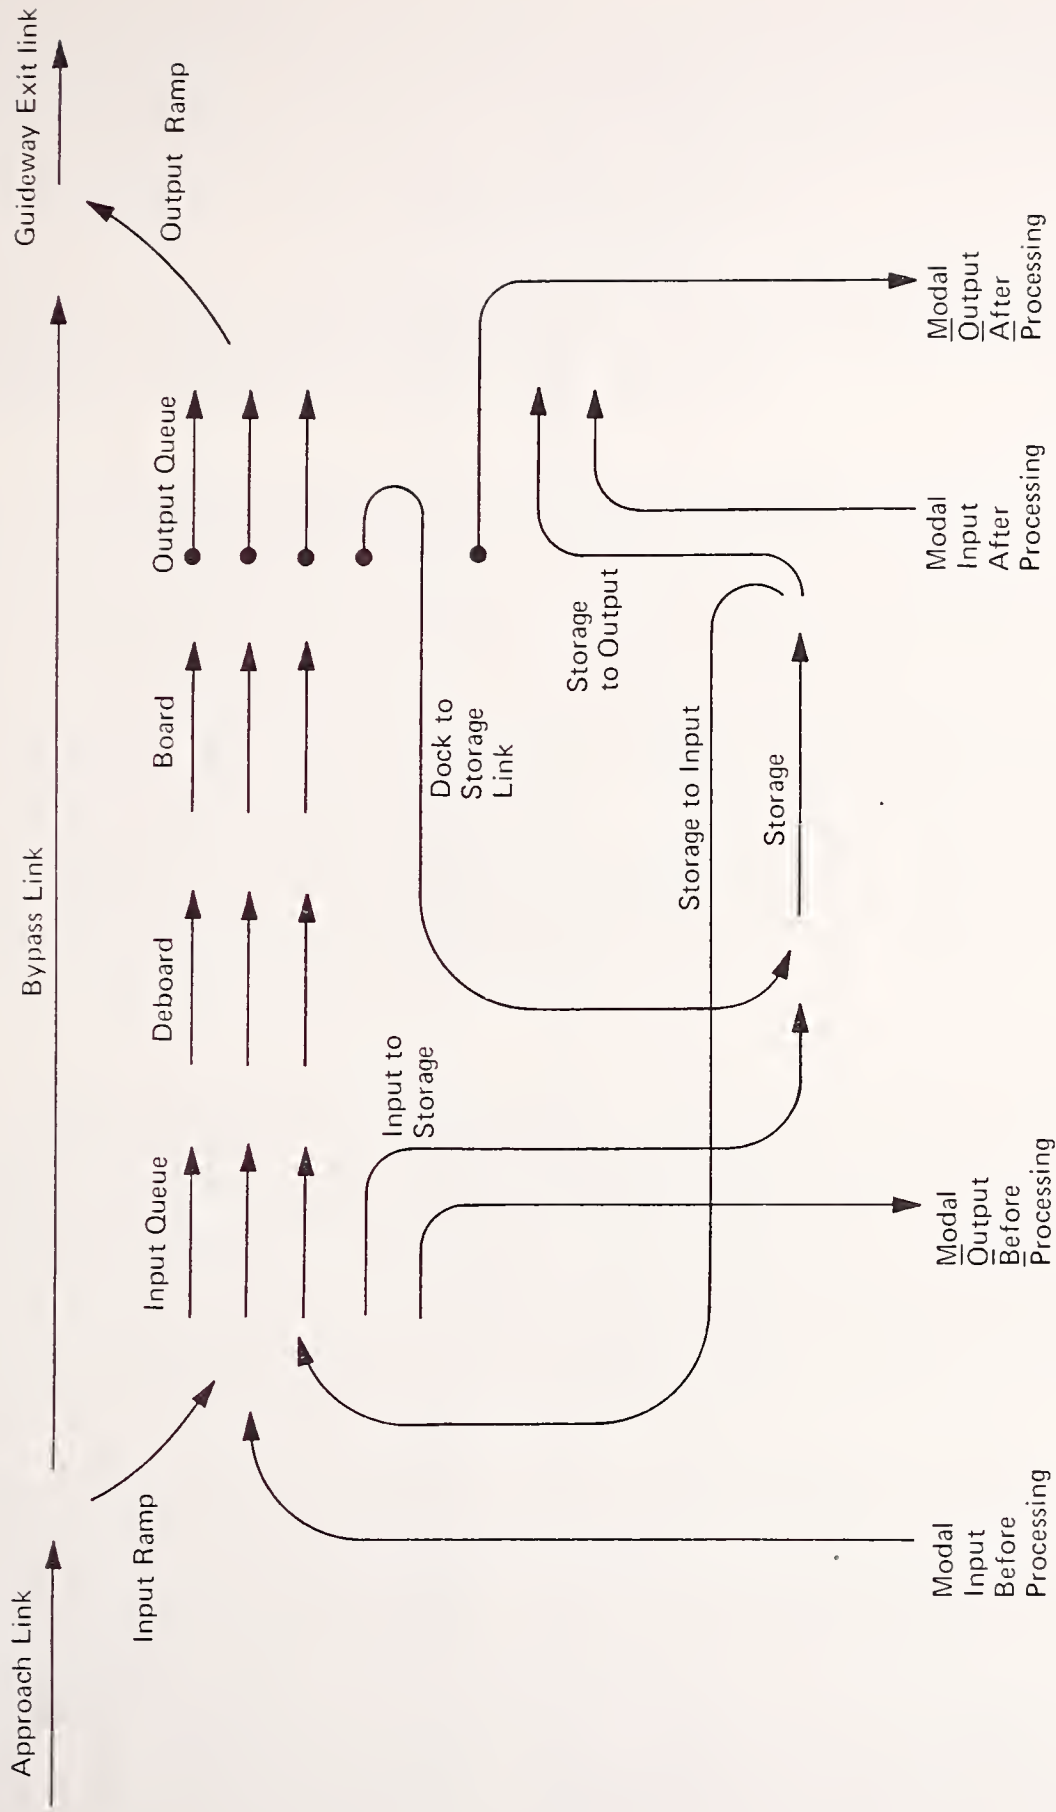 Approach Link
Bypass Link
Guideway Exit link
Input Ramp
Input Queue
Deboard
Board
Output Queue
Output Ramp
Input to
Storage
Dock to
Storage
Link
Storage
to Output
Storage to Input
Storage
Modal
Input
Before
Processing
Modal
Output
Before
Processing
Modal
Input
After
Processing
Modal
Output
After
Processing